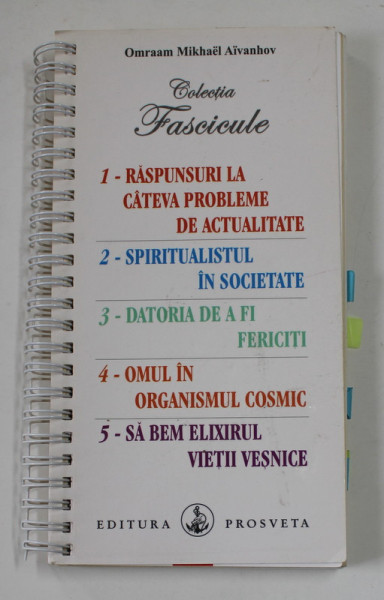 Omraam Mikhaël Aïvanhov
Colecția
Fascicule
1 - RĂSPUNSURI LA
CÂTEVA PROBLEME
DE ACTUALITATE
2 - SPIRITUALISTUL
ÎN SOCIETATE
3 - DATORIA DE A FI
FERICITI
4 - OMUL ÎN
ORGANISMUL COSMIC
5 - SĂ BEM ELIXIRUL
VIEȚII VEȘNICE
EDITURA PROSVETA